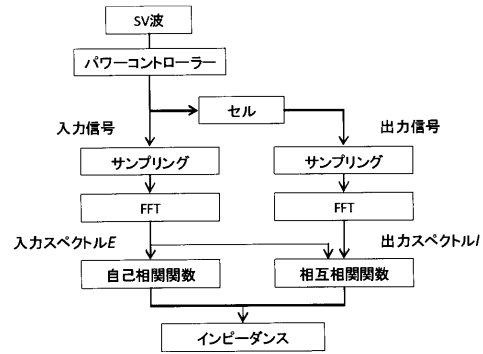 SV波
パワーコントローラー
セル
入力信号
出力信号
サンプリング
サンプリング
FFT
FFT
入力スペクトルE
出力スペクトルI
自己相関関数
相互相関関数
インピーダンス